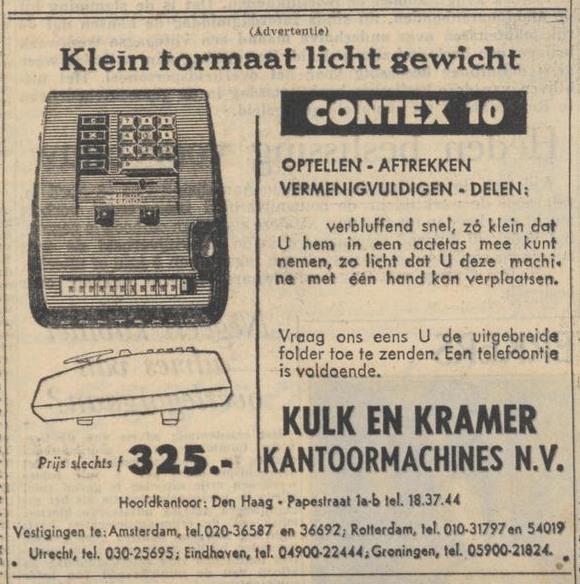 (Advertentie)
Klein formaat licht gewicht
CONTEX 10
OPTELLEN - AFTREKKEN
VERMENIGVULDIGEN - DELEN:
verbluffend snel, zó klein dat
U hem in een actetas mee kunt
nemen, zo licht dat U deze machi-
ne met één hand kan verplaatsen.
Vraag ons eens U de uitgebreide
folder toe te zenden. Een telefoontje
is voldoende.
Prijs slechts f 325.-
KULK EN KRAMER
KANTOORMACHINES N.V.
Hoofdkantoor: Den Haag - Papestraat 1a-b tel. 18.37.44
Vestigingen te: Amsterdam, tel. 020-36587 en 36692; Rotterdam, tel. 010-31797 en 54019
Utrecht, tel. 030-25695; Eindhoven, tel. 04900-22444; Groningen, tel. 05900-21824.